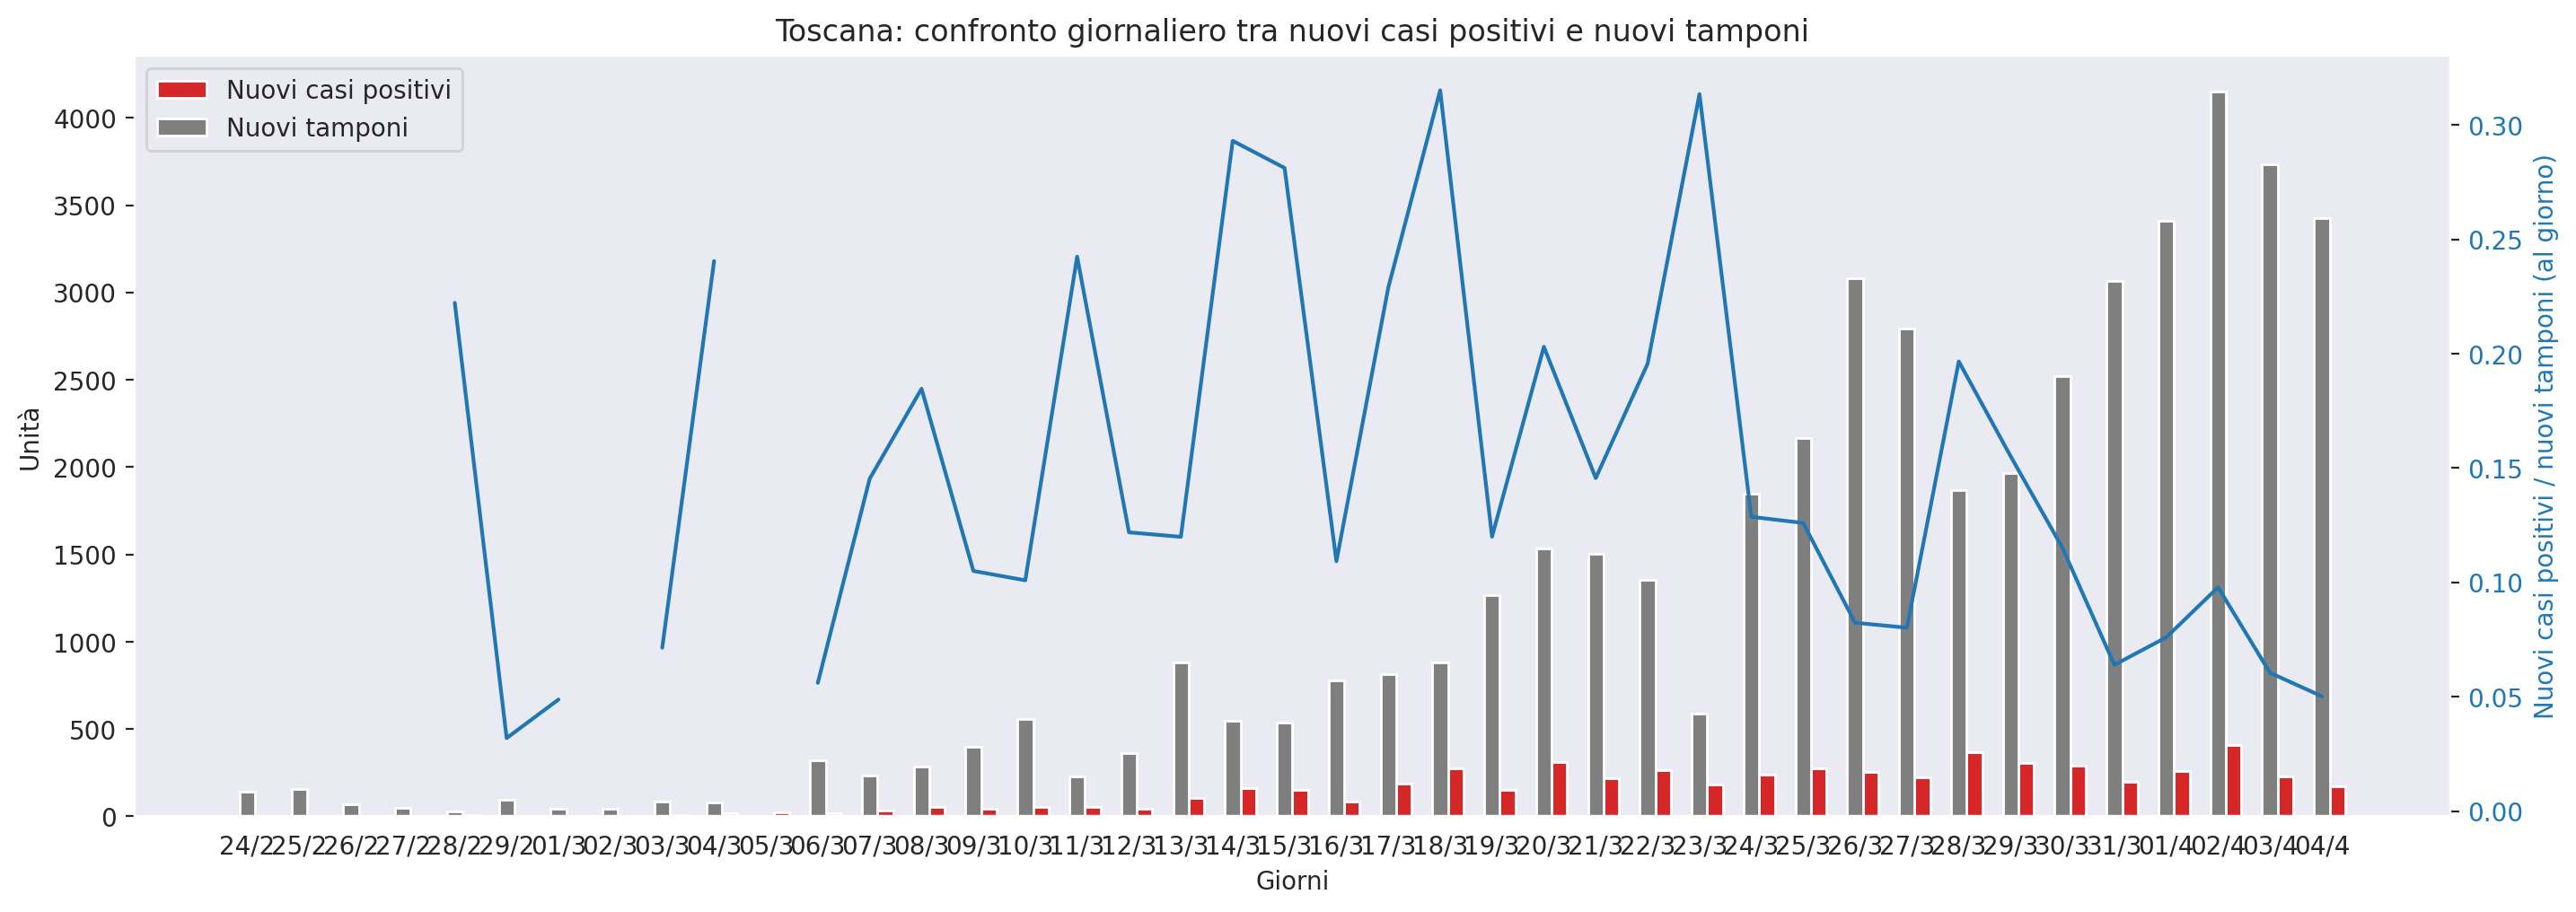 Toscana: confronto giornaliero tra nuovi casi positivi e nuovi tamponi
Nuovi casi positivi
Nuovi tamponi
Unità
4000
3500
3000
2500
2000
1500
1000
500
0
0.30
0.25
0.20
0.15
0.10
0.05
0.00
Nuovi casi positivi / nuovi tamponi (al giorno)
24/2 25/2 26/2 27/2 28/2 29/2 01/3 02/3 03/3 04/3 05/3 06/3 07/3 08/3 09/3 10/3 11/3 12/3 13/3 14/3 15/3 16/3 17/3 18/3 19/3 20/3 21/3 22/3 23/3 24/3 25/3 26/3 27/3 28/3 29/3 30/3 31/3 01/4 02/4 03/4 04/4
Giorni